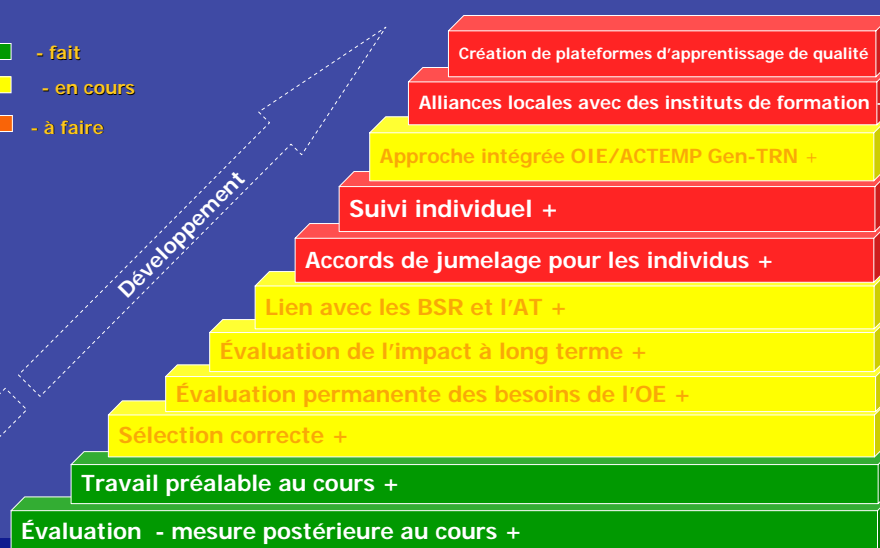 - fait
- en cours
- à faire
Développement
Création de plateformes d'apprentissage de qualité
Alliances locales avec des instituts de formation +
Approche intégrée OIE/ACTEMP Gen-TRN +
Suivi individuel +
Accords de jumelage pour les individus +
Lien avec les BSR et l'AT +
Évaluation de l'impact à long terme +
Évaluation permanente des besoins de l'OE +
Sélection correcte +
Travail préalable au cours +
Évaluation - mesure postérieure au cours +